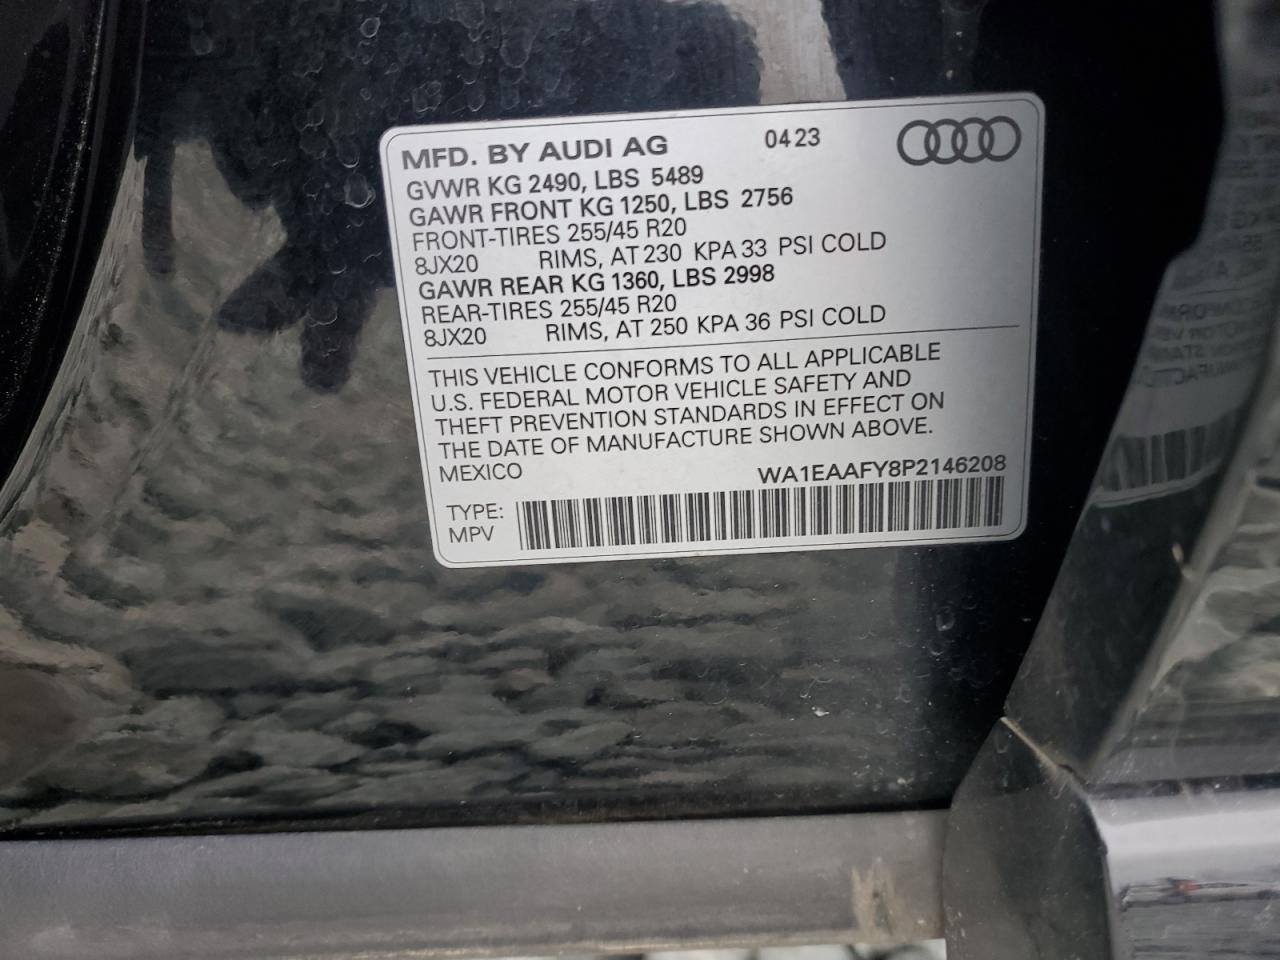 MFD. BY AUDI AG 04 23
GVWR KG 2490, LBS 5489
GAWR FRONT KG 1250, LBS 2756
FRONT-TIRES 255/45 R20
8JX20 RIMS, AT 230 KPA 33 PSI COLD
GAWR REAR KG 1360, LBS 2998
REAR-TIRES 255/45 R20
8JX20 RIMS, AT 250 KPA 36 PSI COLD
THIS VEHICLE CONFORMS TO ALL APPLICABLE
U.S. FEDERAL MOTOR VEHICLE SAFETY AND
THEFT PREVENTION STANDARDS IN EFFECT ON
THE DATE OF MANUFACTURE SHOWN ABOVE.
MEXICO WA1EAAFY8P2146208
TYPE:
MPV